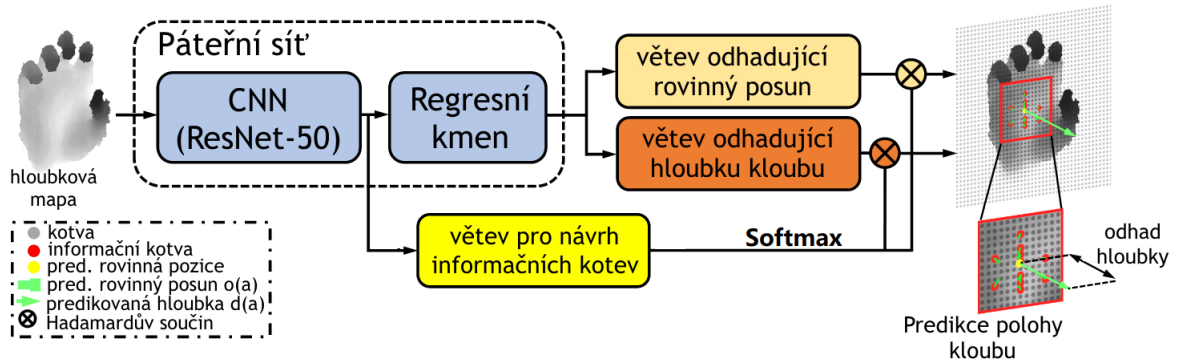 Páteřní síť
CNN
(ResNet-50)
Regresní
kmen
větev odhadující
rovinný posun
větev odhadující
hloubku kloubu
hloubková
mapa
větev pro návrh
informačních kotev
Softmax
kotva
informační kotva
pred. rovinná pozice
pred. rovinný posun o(a)
predikovaná hloubka d(a)
Hadamardův součin
odhad
hloubky
Predikce polohy
kloubu